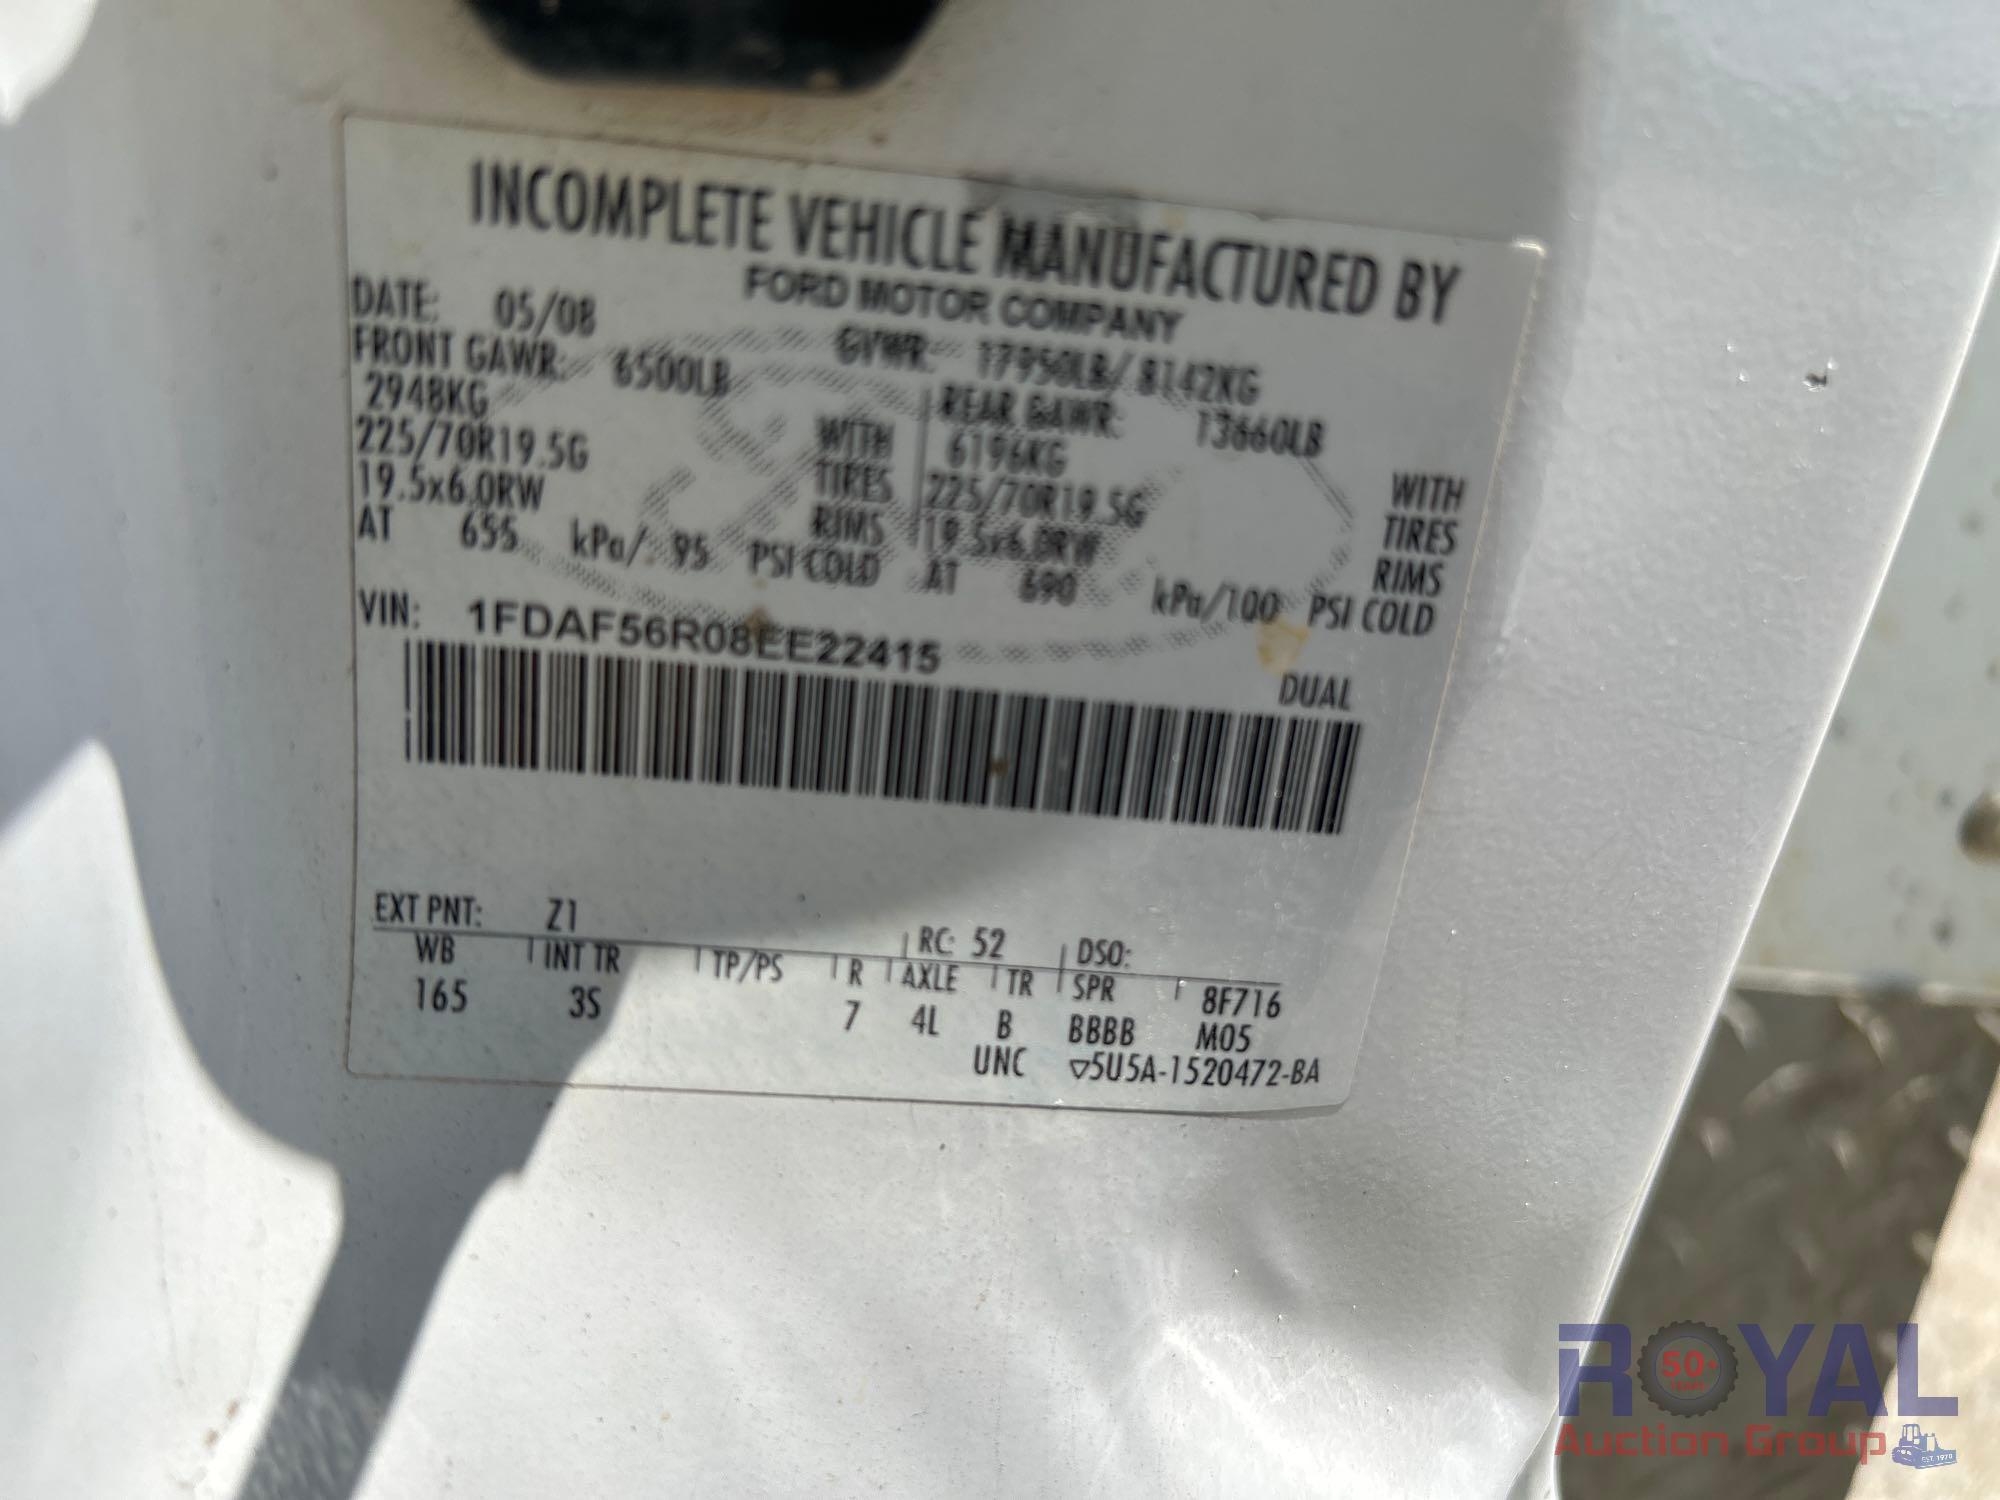 INCOMPLETE VEHICLE MANUFACTURED BY
FORD MOTOR COMPANY
DATE: 05/08 GVWR: 17950LB/ 8142KG
FRONT GAWR: 6500LB REAR GAWR: 13660LB
2948KG WITH 6196KG WITH
225/70R19.5G TIRES 225/70R19.5G TIRES
19.5x6.0RW RIMS 19.5x6.0RW RIMS
AT 655 kPa/ 95 PSI COLD AT 690 kPa/100 PSI COLD
VIN: 1FDAF56R08EE22415
DUAL
EXT PNT: Z1 RC: 52 DSO:
WB INT TR TP/PS R AXLE TR SPR 8F716
165 3S 7 4L B BBBB M05
UNC ▽5U5A-1520472-BA
ROYAL
50+
YEARS
Auction Group
EST. 1970